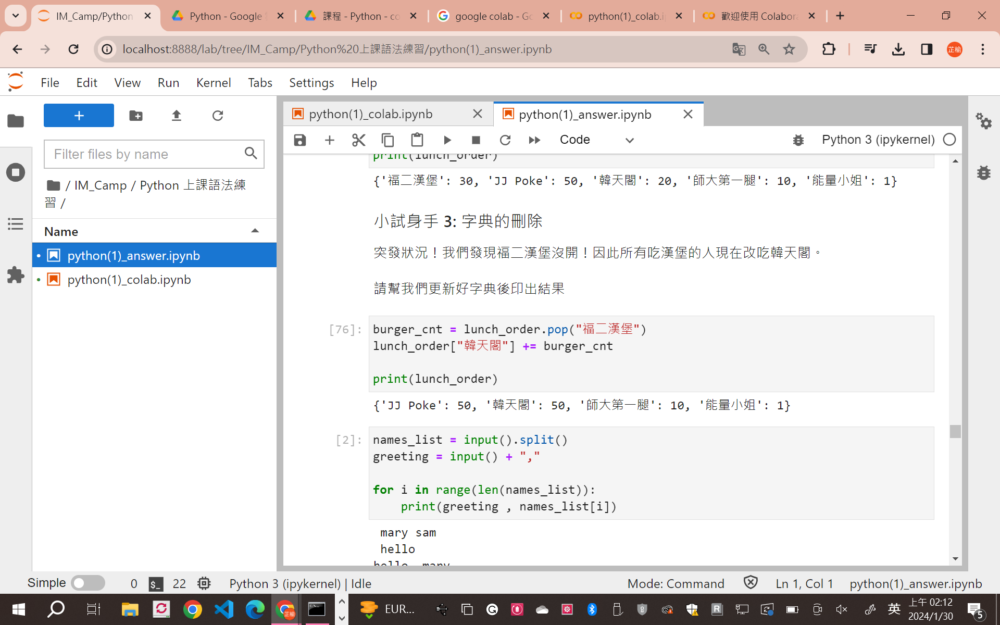 IM_Camp/Python
Python - Google
課程 - Python - co
google colab - Go
python(1)_colab.i
歡迎使用 Colabora
localhost:8888/lab/tree/IM_Camp/Python%20上課語法練習/python(1)_answer.ipynb
芷榆
File Edit View Run Kernel Tabs Settings Help
python(1)_colab.ipynb
python(1)_answer.ipynb
Code
Python 3 (ipykernel)
Filter files by name
/ IM_Camp / Python 上課語法練
習 /
Name
python(1)_answer.ipynb
python(1)_colab.ipynb
print(lunch_order)
{'福二漢堡': 30, 'JJ Poke': 50, '韓天閣': 20, '師大第一腿': 10, '能量小姐': 1}
小試身手 3: 字典的刪除
突發狀況！我們發現福二漢堡沒開！因此所有吃漢堡的人現在改吃韓天閣。
請幫我們更新好字典後印出結果
[76]:
burger_cnt = lunch_order.pop("福二漢堡")
lunch_order["韓天閣"] += burger_cnt
print(lunch_order)
{'JJ Poke': 50, '韓天閣': 50, '師大第一腿': 10, '能量小姐': 1}
[2]:
names_list = input().split()
greeting = input() + ","
for i in range(len(names_list)):
print(greeting , names_list[i])
mary sam
hello
hello, mary
Simple 0 $_ 22 Python 3 (ipykernel) | Idle
Mode: Command Ln 1, Col 1 python(1)_answer.ipynb
EUR...
英
上午 02:12
2024/1/30
5